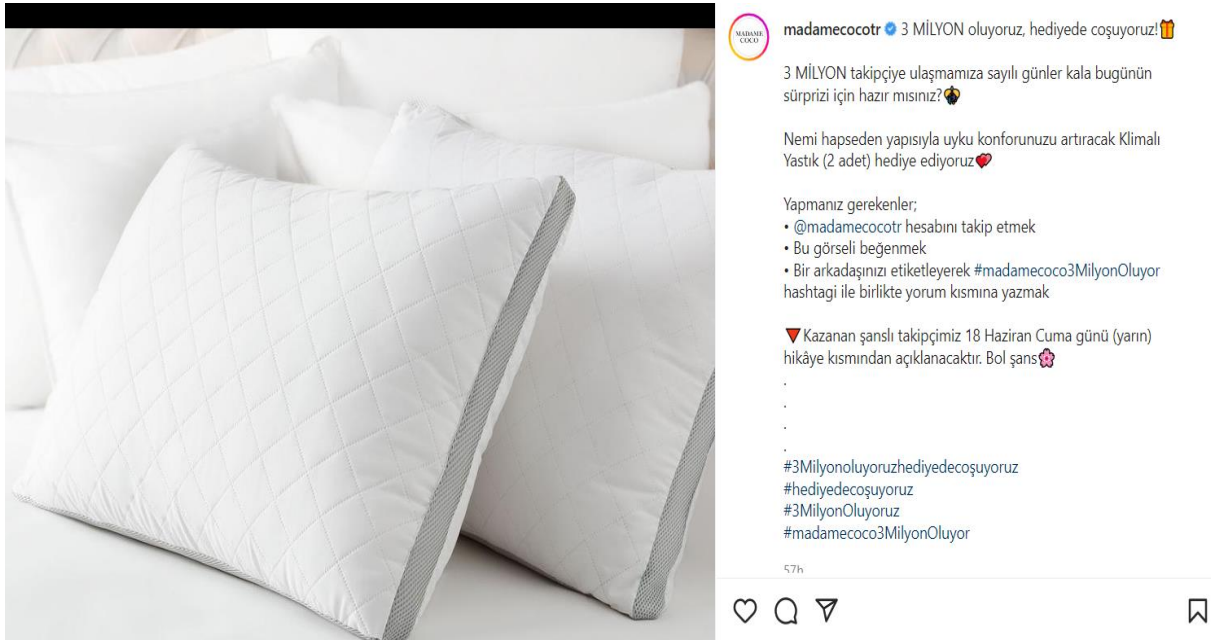 MADAME
COCO
madamecocotr 3 MİLYON oluyoruz, hediyede coşuyoruz!
3 MİLYON takipçiye ulaşmamıza sayılı günler kala bugünün
sürprizi için hazır mısınız?
Nemi hapseden yapısıyla uyku konforunuzu artıracak Klimalı
Yastık (2 adet) hediye ediyoruz
Yapmanız gerekenler;
• @madamecocotr hesabını takip etmek
• Bu görseli beğenmek
• Bir arkadaşınızı etiketleyerek #madamecoco3MilyonOluyor
hashtagi ile birlikte yorum kısmına yazmak
Kazanan şanslı takipçimiz 18 Haziran Cuma günü (yarın)
hikâye kısmından açıklanacaktır. Bol şans
.
.
.
.
#3Milyonoluyoruzhediyedecoşuyoruz
#hediyedecoşuyoruz
#3MilyonOluyoruz
#madamecoco3MilyonOluyor
57h